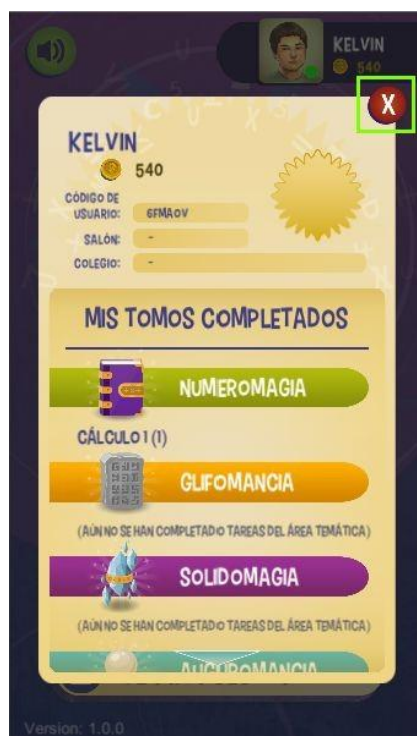 KELVIN
540
X
KELVIN
540
CÓDIGO DE
USUARIO: 6FMAOV
SALÓN: -
COLEGIO: -
MIS TOMOS COMPLETADOS
NUMEROMAGIA
CÁLCULO 1 (1)
GLIFOMANCIA
(AÚN NO SE HAN COMPLETADO TAREAS DEL ÁREA TEMÁTICA)
SOLIDOMAGIA
(AÚN NO SE HAN COMPLETADO TAREAS DEL ÁREA TEMÁTICA)
AUGUROMANCIA
Version: 1.0.0